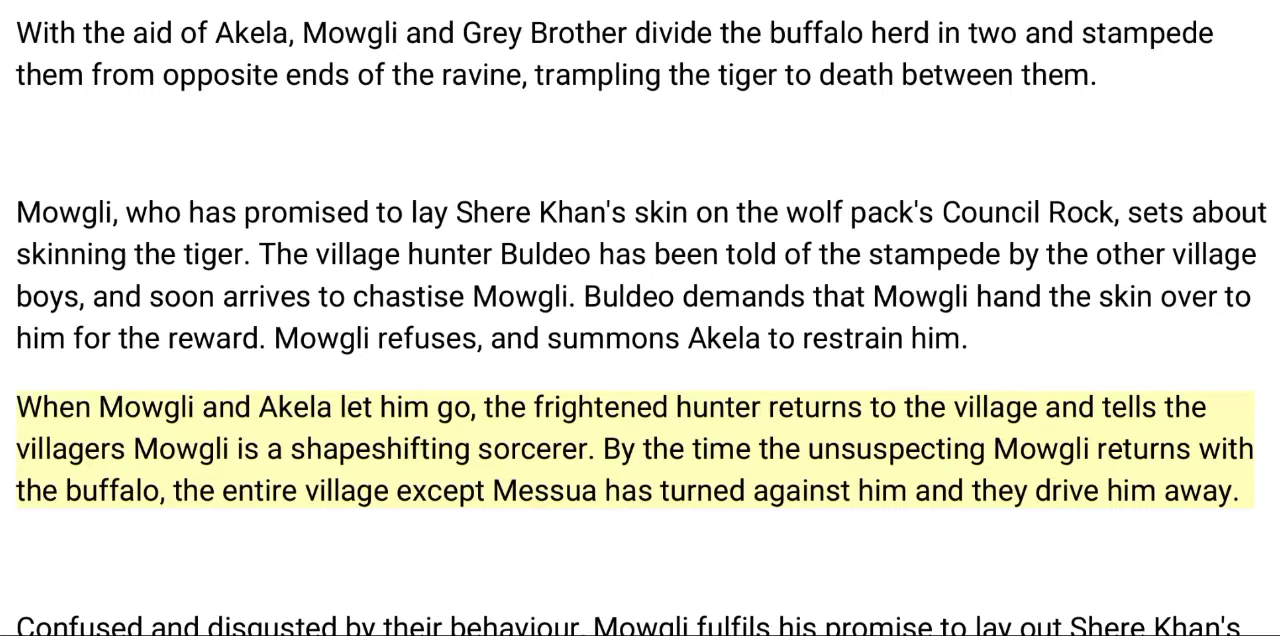 With the aid of Akela, Mowgli and Grey Brother divide the buffalo herd in two and stampede
them from opposite ends of the ravine, trampling the tiger to death between them.
Mowgli, who has promised to lay Shere Khan's skin on the wolf pack's Council Rock, sets about
skinning the tiger. The village hunter Buldeo has been told of the stampede by the other village
boys, and soon arrives to chastise Mowgli. Buldeo demands that Mowgli hand the skin over to
him for the reward. Mowgli refuses, and summons Akela to restrain him.
When Mowgli and Akela let him go, the frightened hunter returns to the village and tells the
villagers Mowgli is a shapeshifting sorcerer. By the time the unsuspecting Mowgli returns with
the buffalo, the entire village except Messua has turned against him and they drive him away.
Confused and disgusted by their behaviour, Mowgli fulfils his promise to lay out Shere Khan's